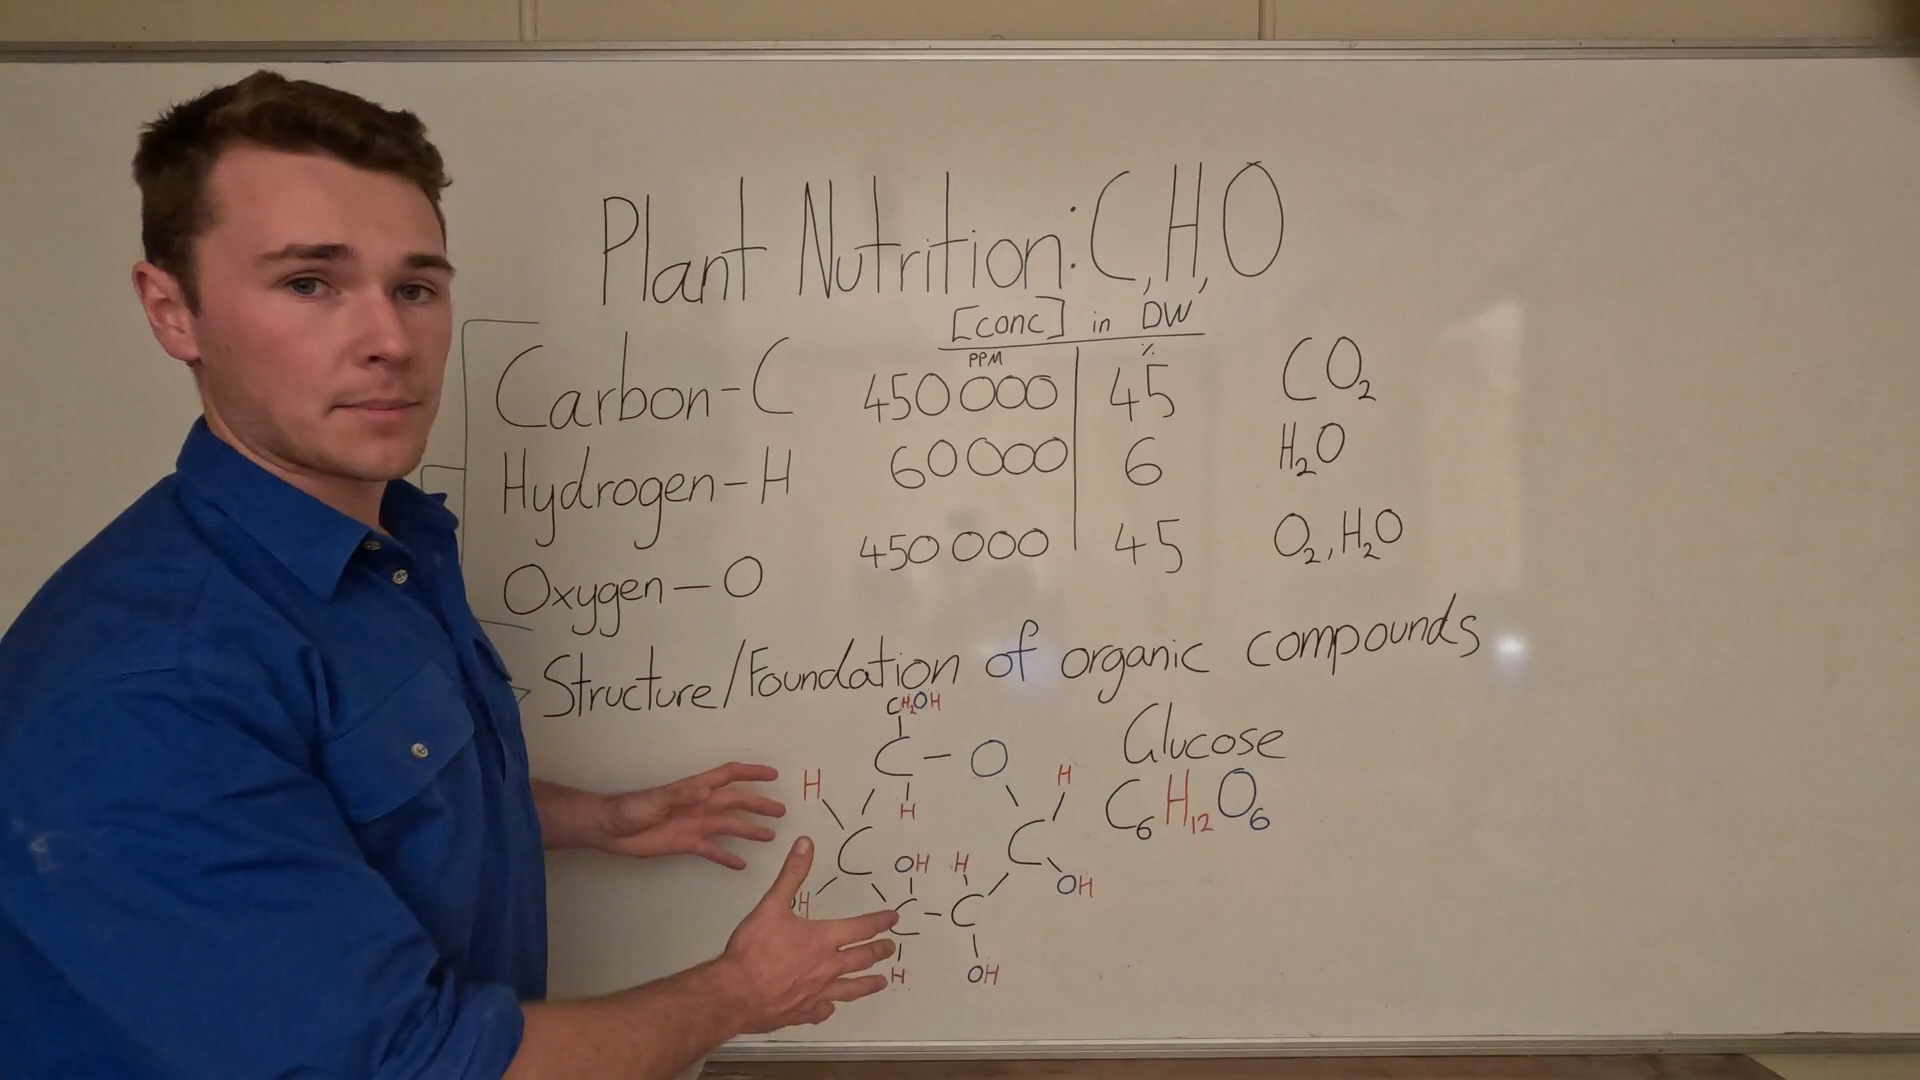 Plant Nutrition: C, H, O
[conc] in DW
PPM %
Carbon-C 450 000 45 CO₂
Hydrogen-H 60 000 6 H₂O
Oxygen-O 450 000 45 O₂, H₂O
Structure/Foundation of organic compounds
CH₂OH
Glucose
C - O
H H
C₆H₁₂O₆
H
C C
OH H
OH
OH
C - C
H OH